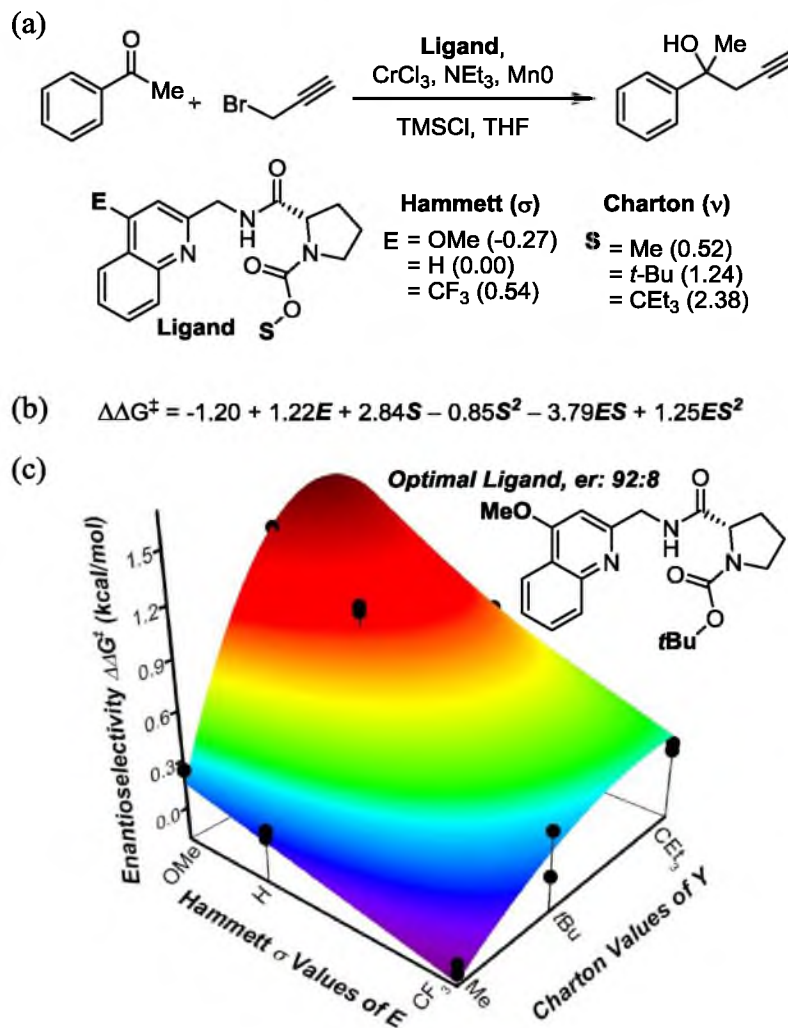 (a)
O
Me
+
Br
Ligand,
CrCl3, NEt3, Mn0
TMSCl, THF
HO Me
E
N
N
H
O
N
O
O
S
Ligand
Hammett (σ)
E = OMe (-0.27)
= H (0.00)
= CF3 (0.54)
Charton (ν)
S = Me (0.52)
= t-Bu (1.24)
= CEt3 (2.38)
(b) ΔΔG‡ = -1.20 + 1.22E + 2.84S – 0.85S² – 3.79ES + 1.25ES²
(c)
Optimal Ligand, er: 92:8
MeO
N
N
H
O
N
O
O
tBu
Enantioselectivity ΔΔG‡ (kcal/mol)
1.5
1.2
0.9
0.6
0.3
0.0
OMe
H
CF3
Hammett σ Values of E
Me
tBu
CEt3
Charton Values of Y